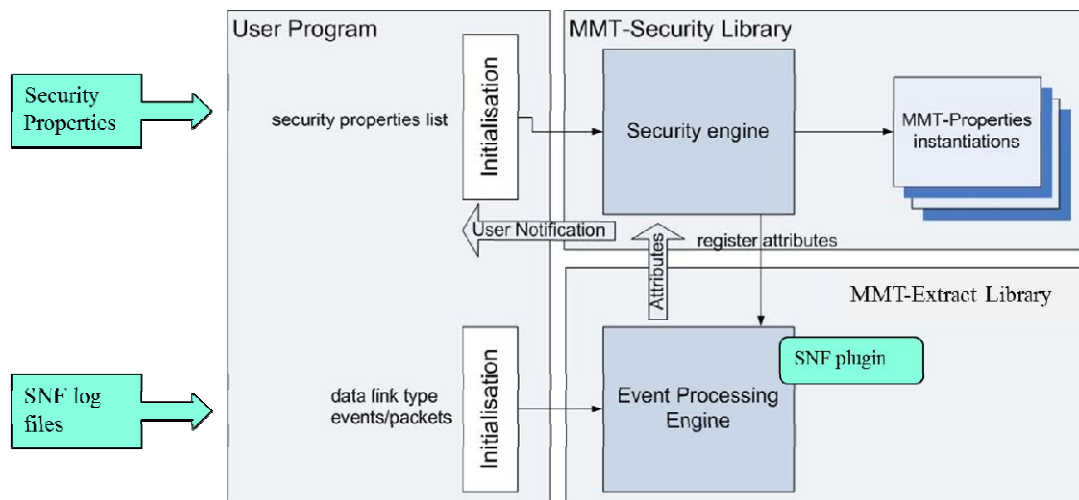 User Program
MMT-Security Library
Security
Properties
security properties list
Initialisation
Security engine
MMT-Properties
instantiations
User Notification
Attributes
register attributes
MMT-Extract Library
SNF plugin
SNF log
files
data link type
events/packets
Initialisation
Event Processing
Engine